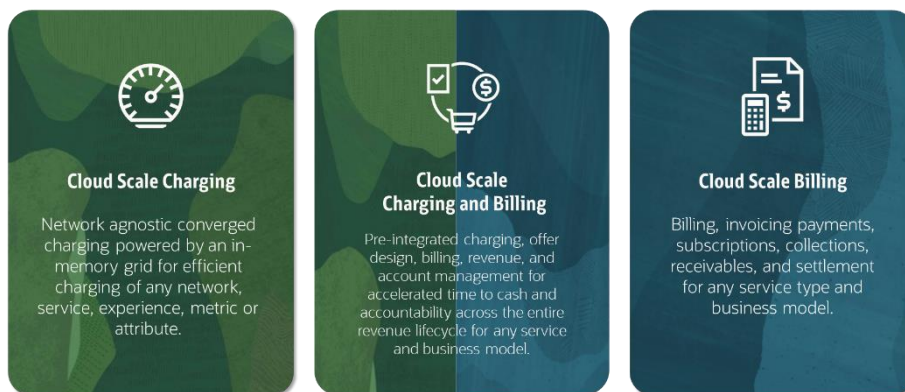 Cloud Scale Charging
Network agnostic converged
charging powered by an in-
memory grid for efficient
charging of any network,
service, experience, metric or
attribute.
Cloud Scale
Charging and Billing
Pre-integrated charging, offer
design, billing, revenue, and
account management for
accelerated time to cash and
accountability across the entire
revenue lifecycle for any service
and business model.
Cloud Scale Billing
Billing, invoicing payments,
subscriptions, collections,
receivables, and settlement
for any service type and
business model.